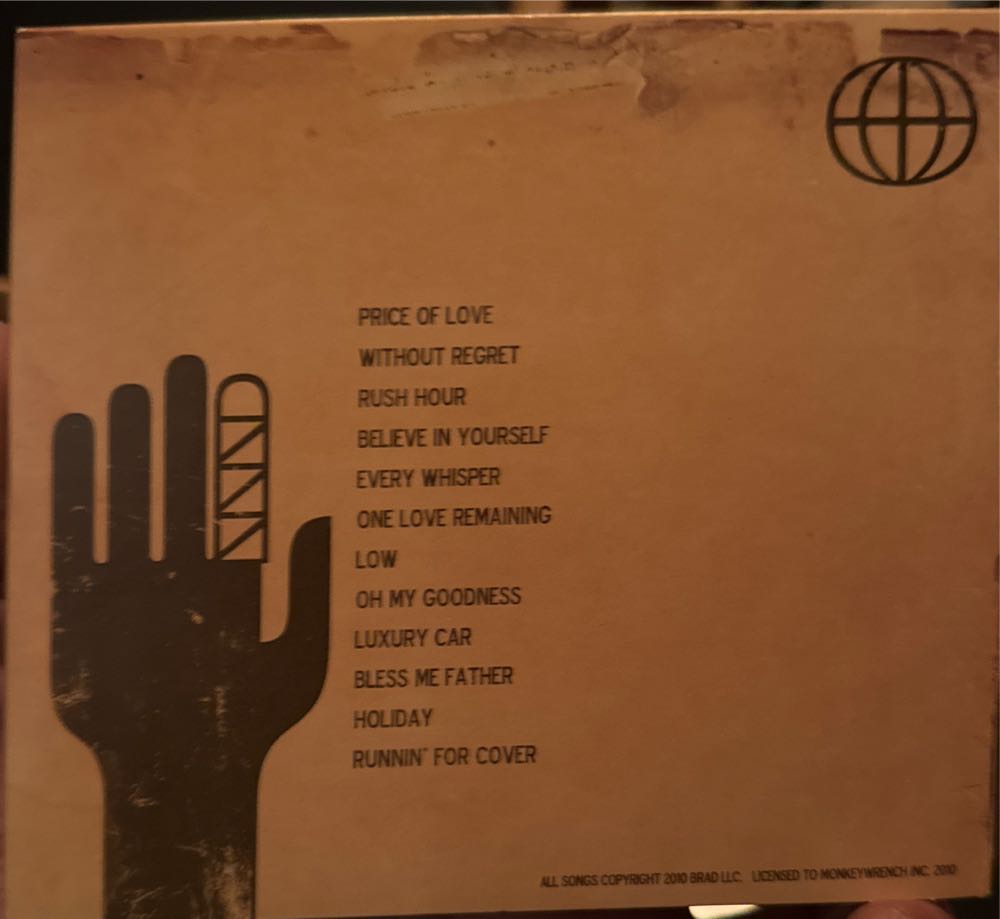 PRICE OF LOVE
WITHOUT REGRET
RUSH HOUR
BELIEVE IN YOURSELF
EVERY WHISPER
ONE LOVE REMAINING
LOW
OH MY GOODNESS
LUXURY CAR
BLESS ME FATHER
HOLIDAY
RUNNIN' FOR COVER
ALL SONGS COPYRIGHT 2010 BRAD LLC. LICENSED TO MONKEYWRENCH INC. 2010